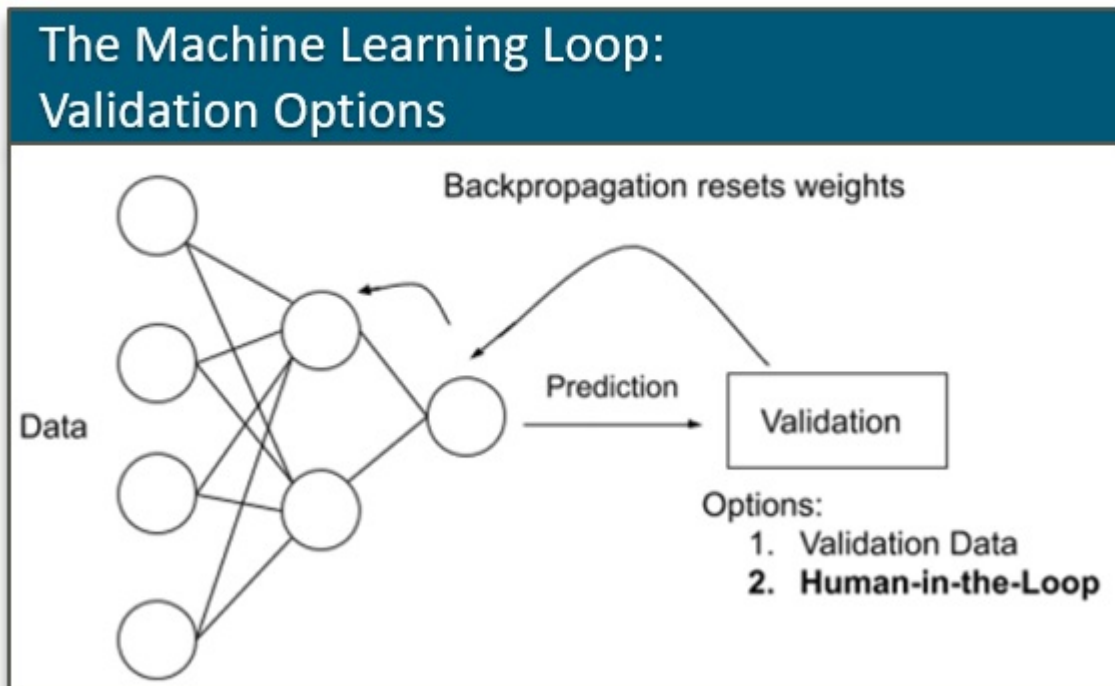 The Machine Learning Loop:
Validation Options
Backpropagation resets weights
Data
Prediction
Validation
Options:
1. Validation Data
2. Human-in-the-Loop